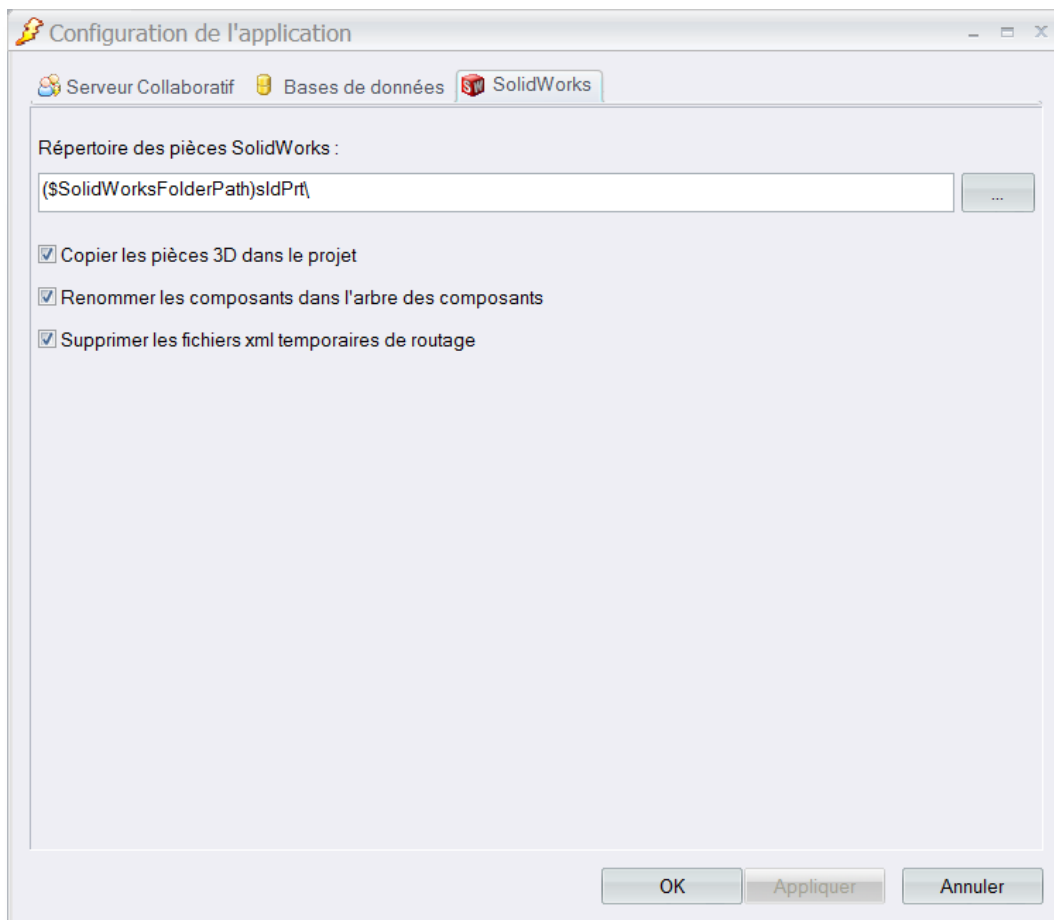 Configuration de l'application
Serveur Collaboratif Bases de données SolidWorks
Répertoire des pièces SolidWorks :
($SolidWorksFolderPath)sldPrt\
...
Copier les pièces 3D dans le projet
Renommer les composants dans l'arbre des composants
Supprimer les fichiers xml temporaires de routage
OK Appliquer Annuler